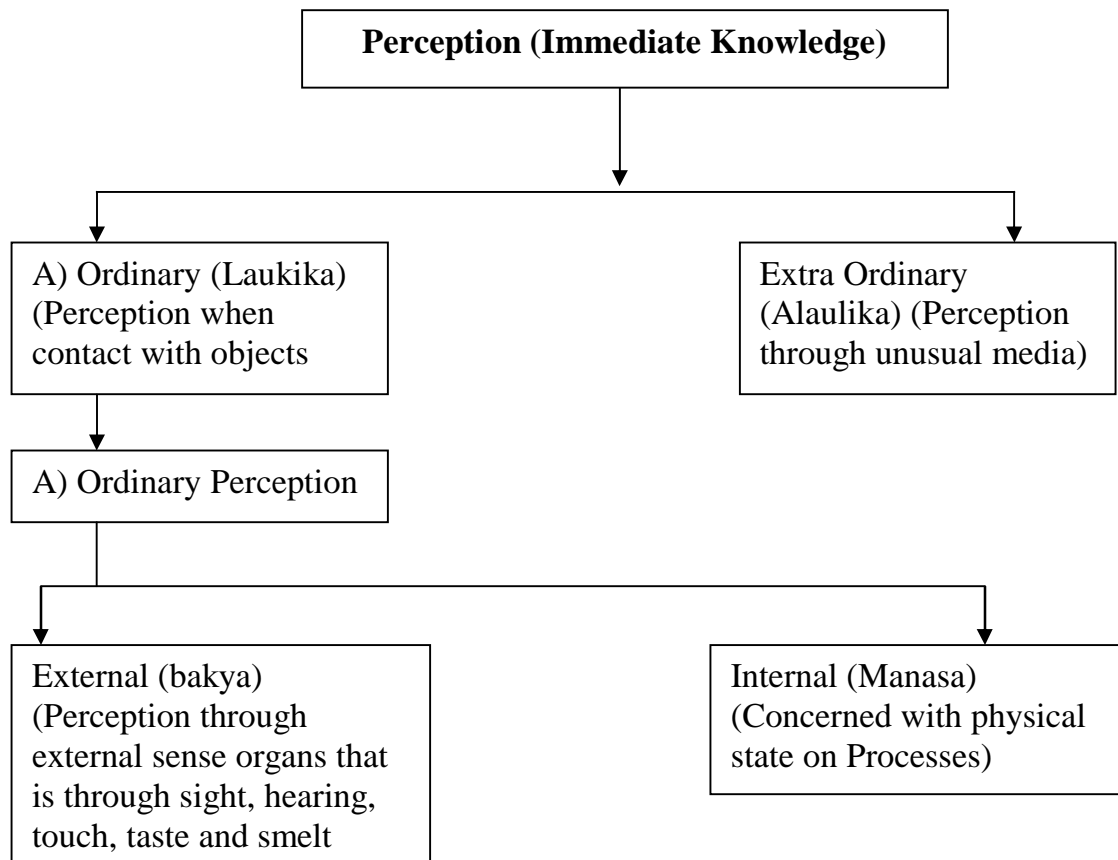 Perception (Immediate Knowledge)
A) Ordinary (Laukika)
(Perception when
contact with objects
Extra Ordinary
(Alaulika) (Perception
through unusual media)
A) Ordinary Perception
External (bakya)
(Perception through
external sense organs that
is through sight, hearing,
touch, taste and smelt
Internal (Manasa)
(Concerned with physical
state on Processes)